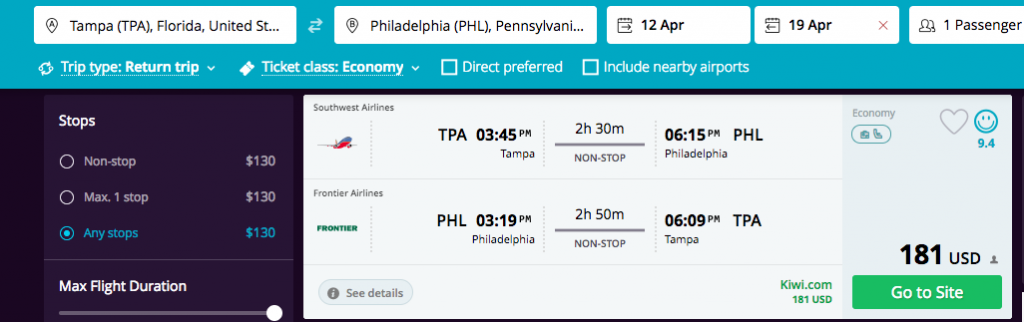 Tampa (TPA), Florida, United St...
Philadelphia (PHL), Pennsylvani...
12 Apr
19 Apr
1 Passenger
Trip type: Return trip
Ticket class: Economy
Direct preferred
Include nearby airports
Stops
Non-stop $130
Max. 1 stop $130
Any stops $130
Max Flight Duration
Southwest Airlines
TPA 03:45 PM 2h 30m 06:15 PM PHL
Tampa NON-STOP Philadelphia
Frontier Airlines
FRONTIER
PHL 03:19 PM 2h 50m 06:09 PM TPA
Philadelphia NON-STOP Tampa
See details
Kiwi.com
181 USD
Economy
9.4
181 USD
Go to Site